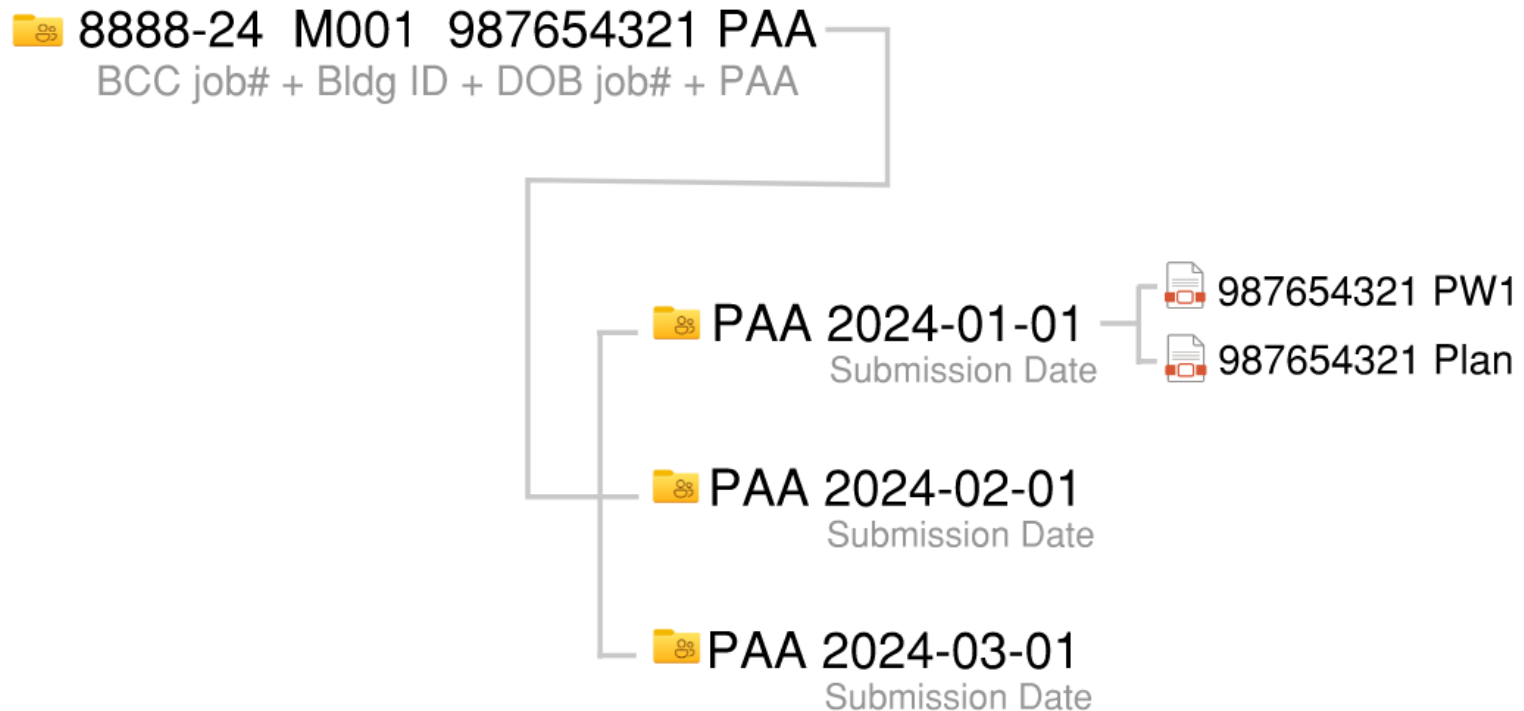 8888-24 M001 987654321 PAA
BCC job# + Bldg ID + DOB job# + PAA
PAA 2024-01-01
Submission Date
987654321 PW1
987654321 Plan
PAA 2024-02-01
Submission Date
PAA 2024-03-01
Submission Date